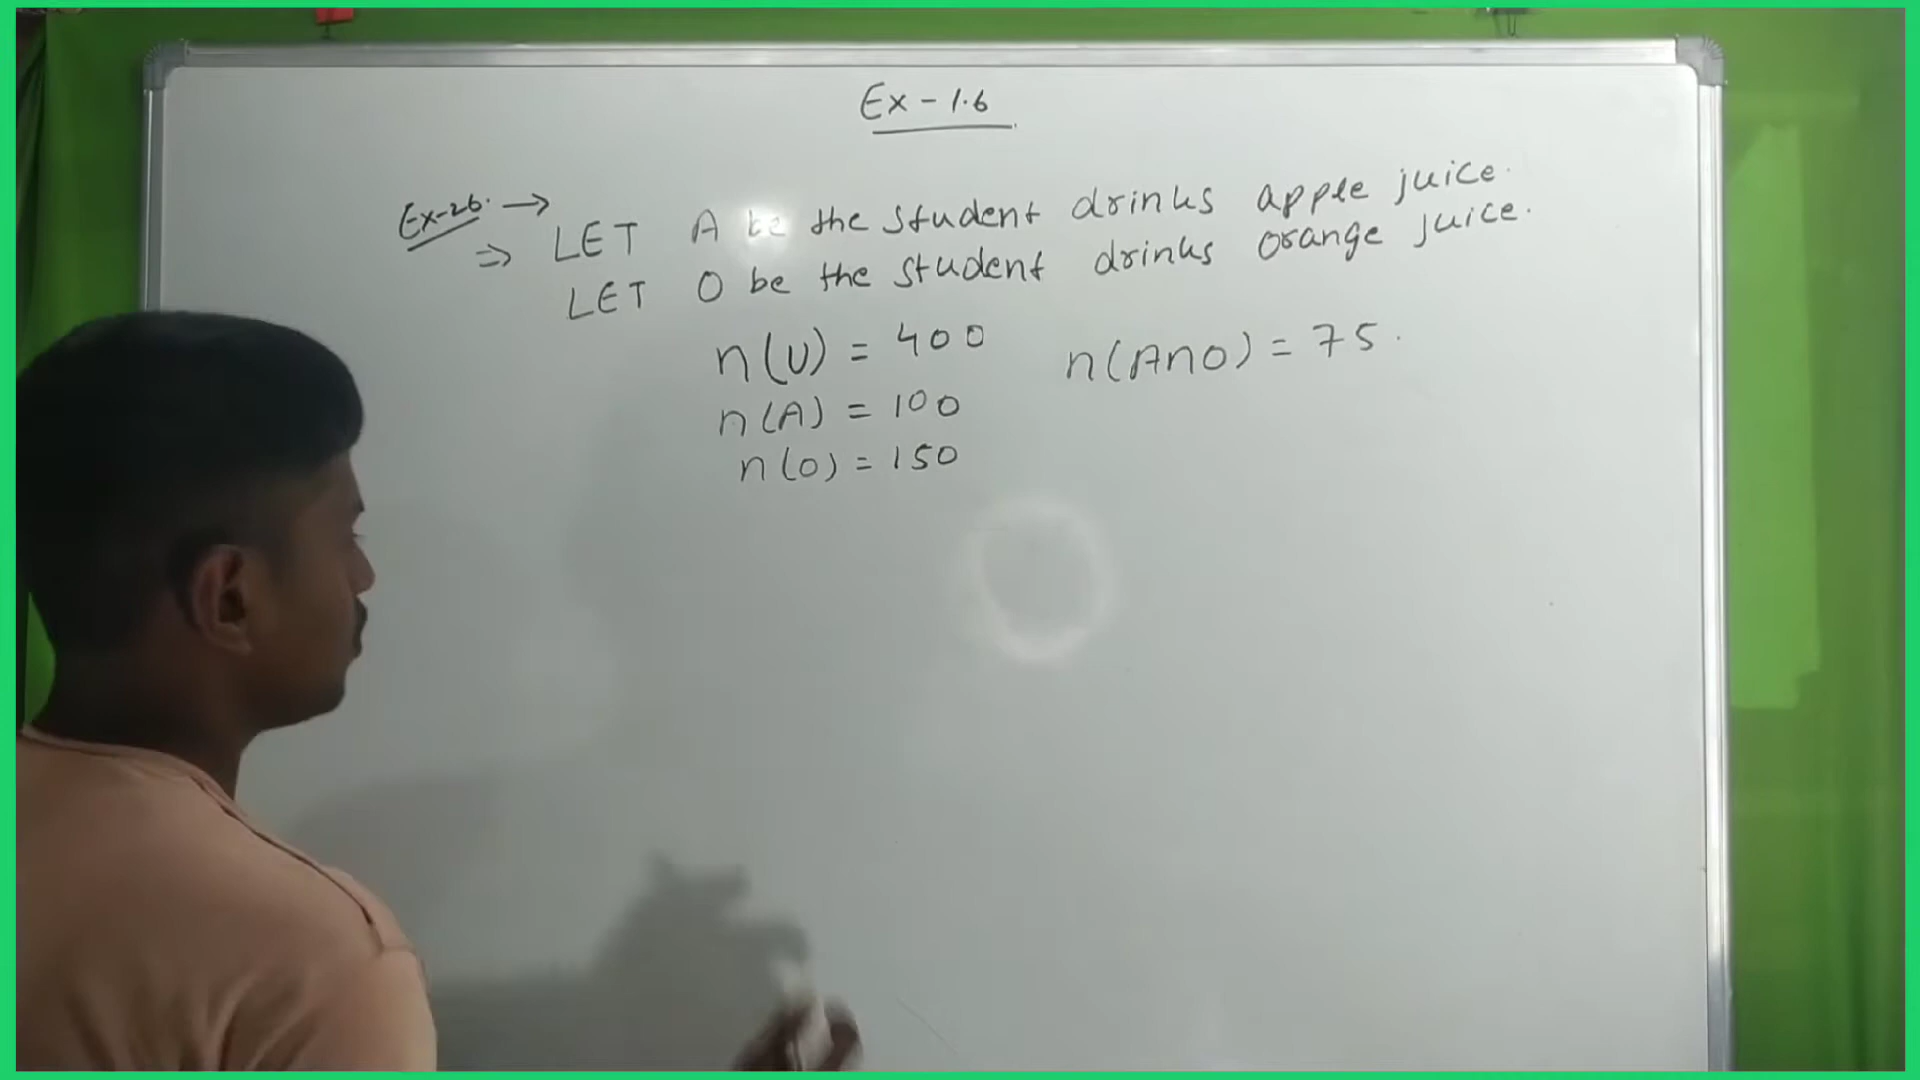 Ex - 1.6
Ex-26. →
⇒ LET A be the student drinks apple juice.
LET O be the student drinks orange juice.
n(U) = 400 n(A∩O) = 75.
n(A) = 100
n(O) = 150